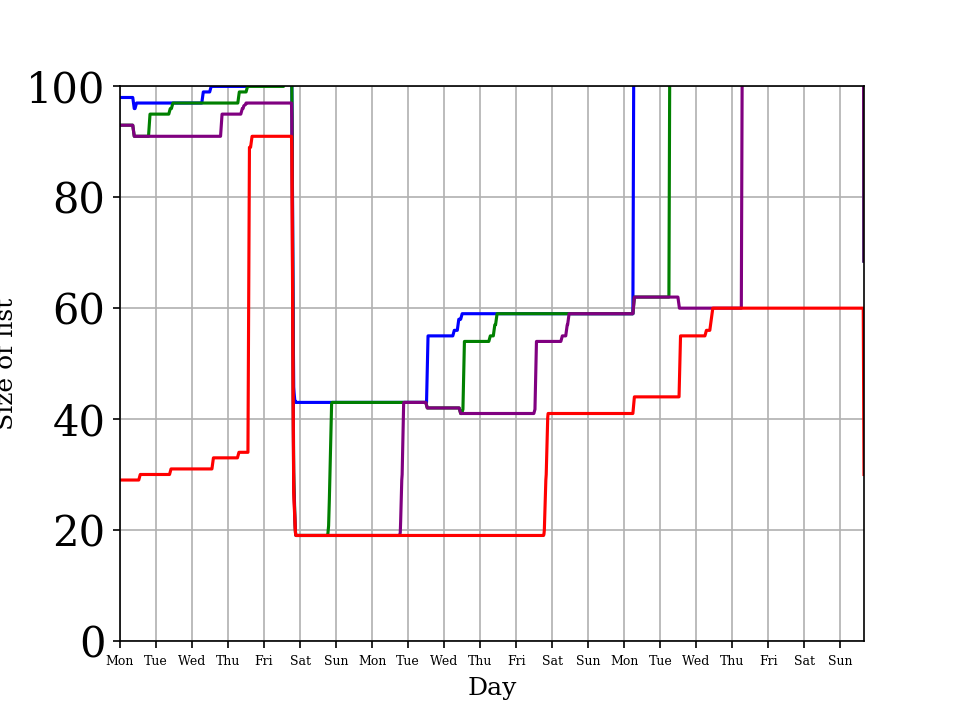 100
80
60
40
20
0
Size of list
Mon Tue Wed Thu Fri Sat Sun Mon Tue Wed Thu Fri Sat Sun Mon Tue Wed Thu Fri Sat Sun
Day